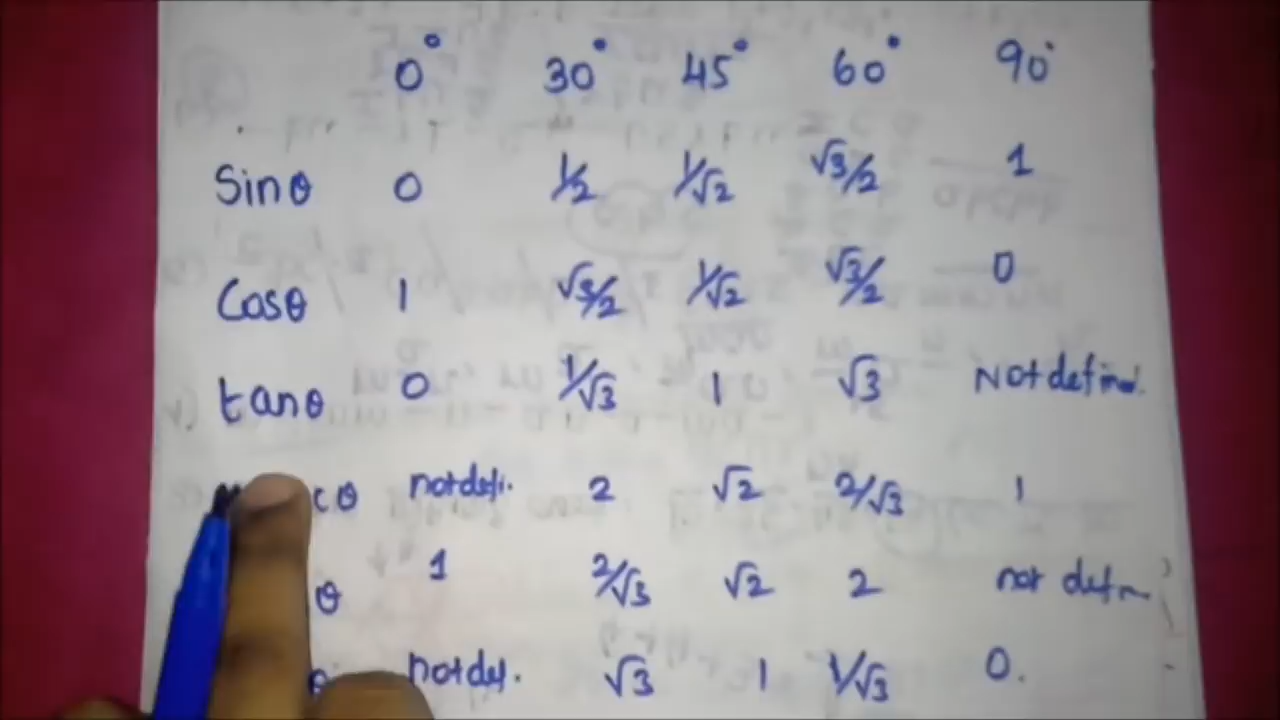 0° 30° 45° 60° 90°
Sinθ 0 1/2 1/√2 √3/2 1
Cosθ 1 √3/2 1/√2 √3/2 0
tanθ 0 1/√3 1 √3 Not defined.
cθ not defi. 2 √2 2/√3 1
θ 1 2/√3 √2 2 not defin
θ not def. √3 1 1/√3 0.